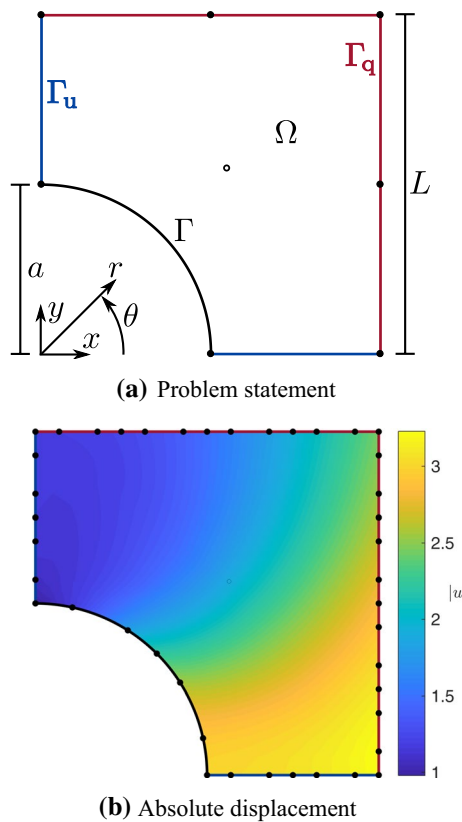 Γu
Γq
Ω
L
Γ
a
r
y
θ
x
(a) Problem statement
3
2.5
|u
2
1.5
1
(b) Absolute displacement